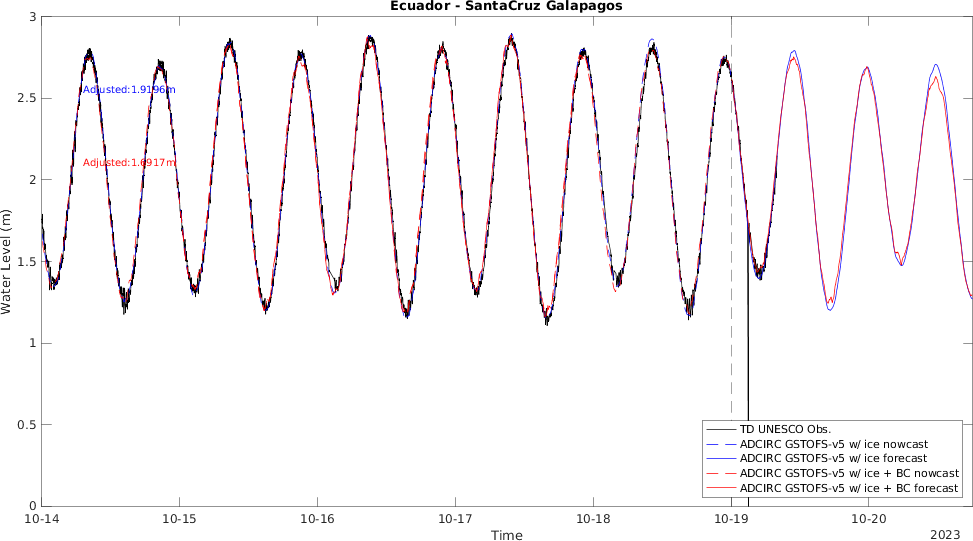 Ecuador - SantaCruz Galapagos
3
2.5
2
1.5
1
0.5
0
Water Level (m)
Adjusted:1.9196m
Adjusted:1.6917m
TD UNESCO Obs.
ADCIRC GSTOFS-v5 w/ ice nowcast
ADCIRC GSTOFS-v5 w/ ice forecast
ADCIRC GSTOFS-v5 w/ ice + BC nowcast
ADCIRC GSTOFS-v5 w/ ice + BC forecast
10-14 10-15 10-16 10-17 10-18 10-19 10-20
Time
2023